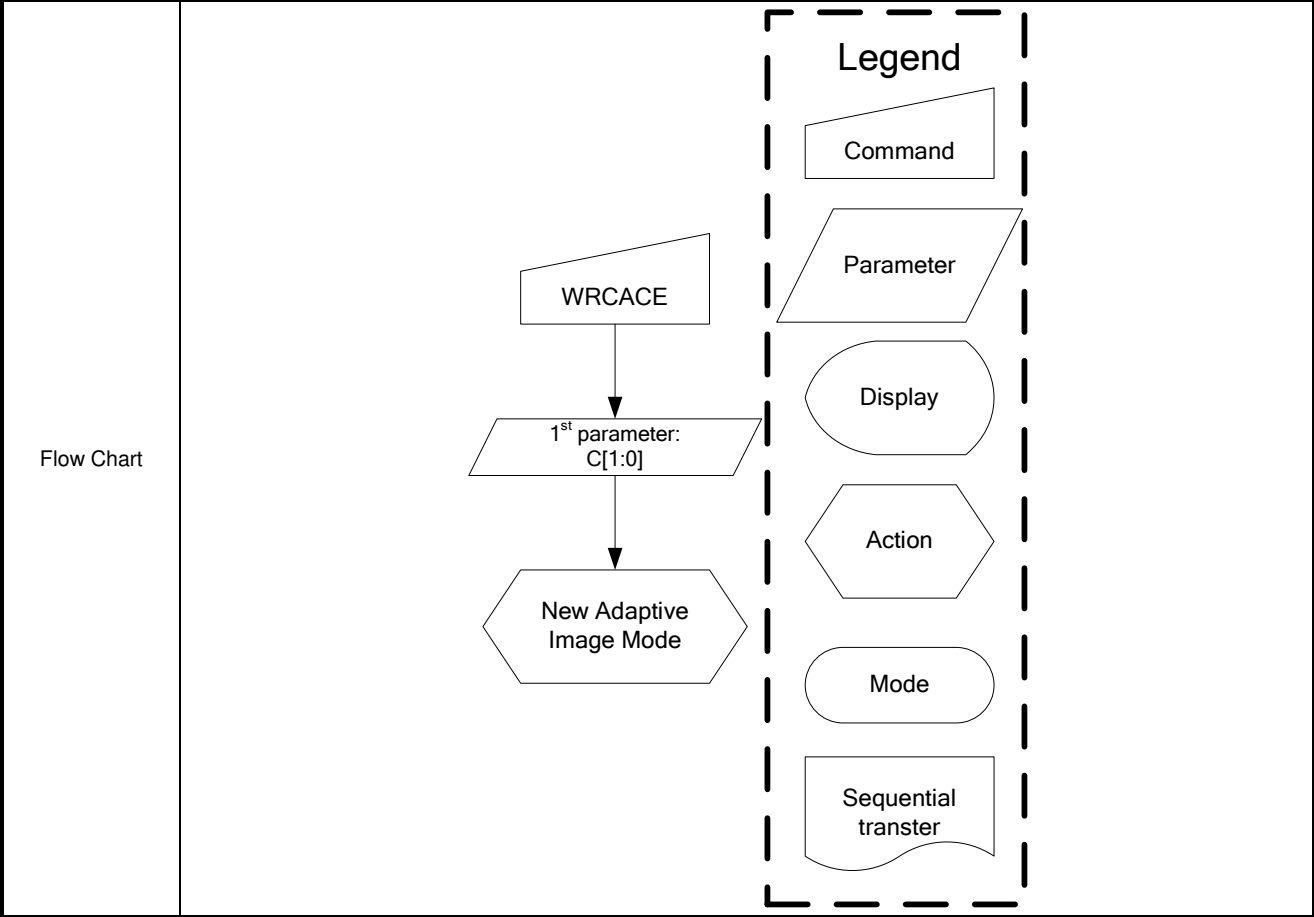 Flow Chart
WRCACE
1st parameter:
C[1:0]
New Adaptive
Image Mode
Legend
Command
Parameter
Display
Action
Mode
Sequential
transter